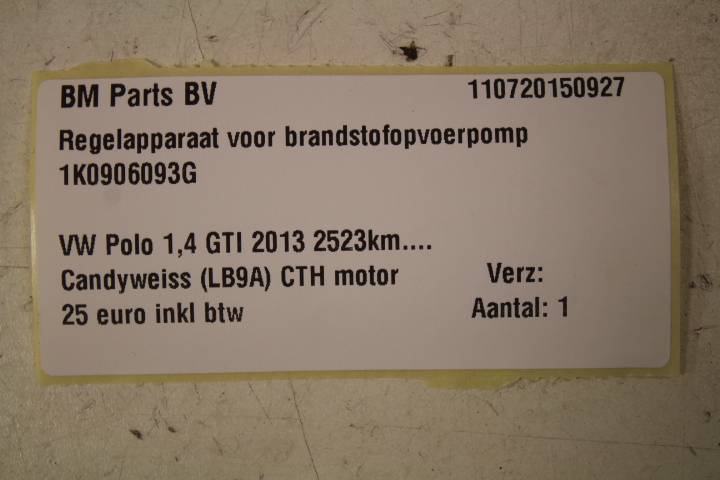 BM Parts BV 110720150927
Regelapparaat voor brandstofopvoerpomp
1K0906093G
VW Polo 1,4 GTI 2013 2523km....
Candyweiss (LB9A) CTH motor Verz:
25 euro inkl btw Aantal: 1